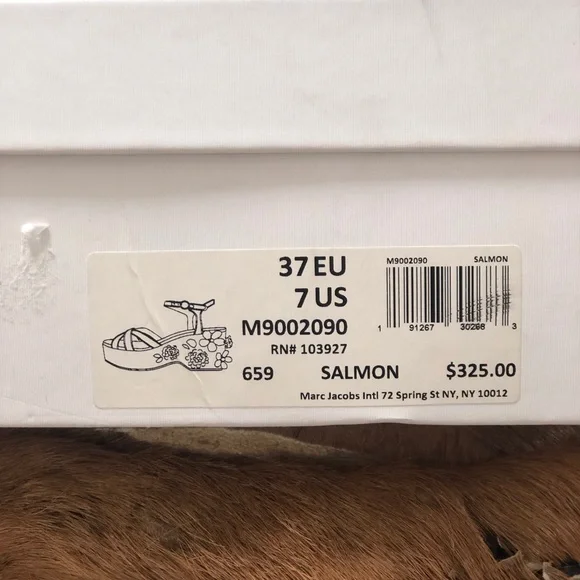 37 EU
7 US
M9002090
RN# 103927
659 SALMON $325.00
Marc Jacobs Intl 72 Spring St NY, NY 10012
M9002090 SALMON
1 91267 30268 3